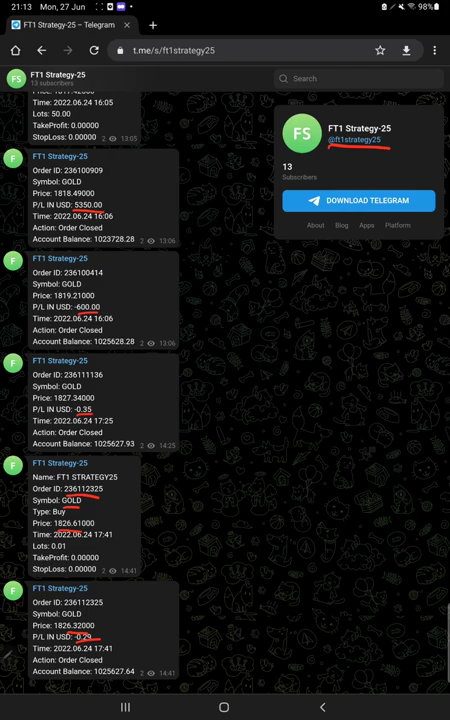 21:13 Mon, 27 Jun
98%
FT1 Strategy-25 – Telegram
t.me/s/ft1strategy25
FS
FT1 Strategy-25
13 subscribers
Search
Time: 2022.06.24 16:05
Lots: 50.00
TakeProfit: 0.00000
StopLoss: 0.00000
2 13:05
F
FT1 Strategy-25
Order ID: 236100909
Symbol: GOLD
Price: 1818.49000
P/L IN USD: 5350.00
Time: 2022.06.24 16:06
Action: Order Closed
Account Balance: 1023728.28
2 13:06
F
FT1 Strategy-25
Order ID: 236100414
Symbol: GOLD
Price: 1819.21000
P/L IN USD: -600.00
Time: 2022.06.24 16:06
Action: Order Closed
Account Balance: 1025628.28
2 13:06
F
FT1 Strategy-25
Order ID: 236111136
Symbol: GOLD
Price: 1827.34000
P/L IN USD: -0.35
Time: 2022.06.24 17:25
Action: Order Closed
Account Balance: 1025627.93
2 14:25
F
FT1 Strategy-25
Name: FT1 STRATEGY25
Order ID: 236112325
Symbol: GOLD
Type: Buy
Price: 1826.61000
Time: 2022.06.24 17:41
Lots: 0.01
TakeProfit: 0.00000
StopLoss: 0.00000
2 14:41
F
FT1 Strategy-25
Order ID: 236112325
Symbol: GOLD
Price: 1826.32000
P/L IN USD: -0.29
Time: 2022.06.24 17:41
Action: Order Closed
Account Balance: 1025627.64
2 14:41
FS
FT1 Strategy-25
@ft1strategy25
13
Subscribers
DOWNLOAD TELEGRAM
About Blog Apps Platform